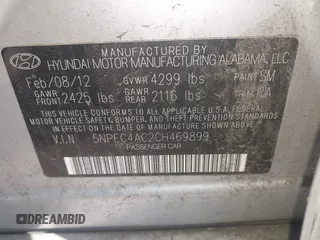 MANUFACTURED BY
HYUNDAI MOTOR MANUFACTURING ALABAMA, LLC
Feb/08/12 GVWR 4299 lbs PAINT SM
GAWR FRONT 2425 lbs GAWR REAR 2116 lbs TRIM
THIS VEHICLE CONFORMS TO ALL APPLICABLE U.S. FEDERAL
MOTOR VEHICLE SAFETY, BUMPER, AND THEFT PREVENTION
STANDARDS IN EFFECT ON THE DATE OF MANUFACTURE SHOWN ABOVE
V.I.N 5NPEC4AC2CH469899
PASSENGER CAR
DREAMBID